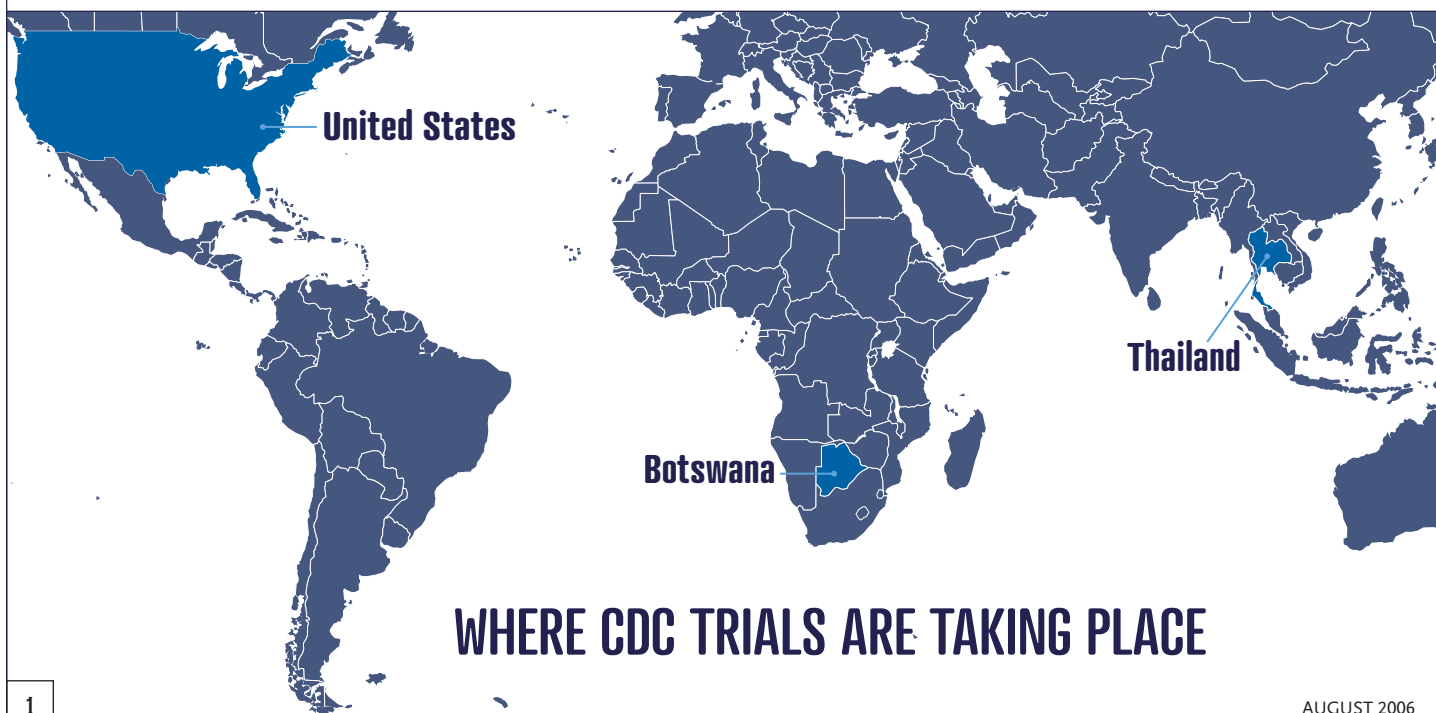 United States
Thailand
Botswana
WHERE CDC TRIALS ARE TAKING PLACE
1
AUGUST 2006